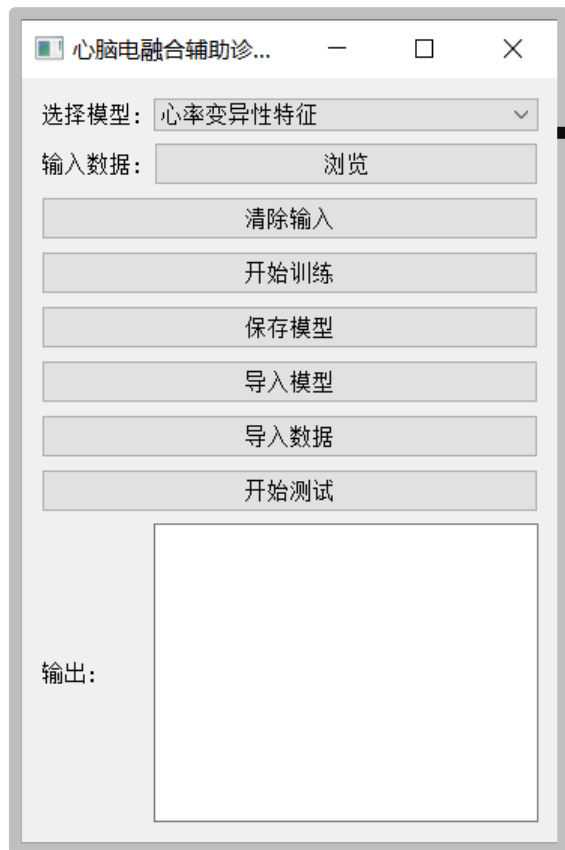 心脑电融合辅助诊...
选择模型: 心率变异性特征
输入数据: 浏览
清除输入
开始训练
保存模型
导入模型
导入数据
开始测试
输出: